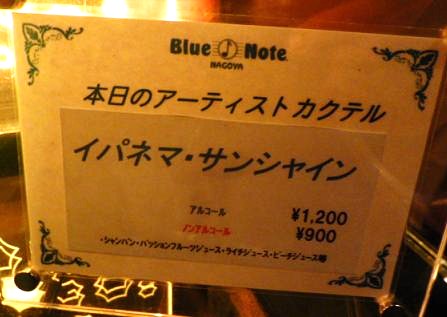 Blue Note
NAGOYA
本日のアーティストカクテル
イパネマ・サンシャイン
アルコール ¥1,200
ノンアルコール ¥900
・シャンパン・パッションフルーツジュース・ライチジュース・ピーチジュース等